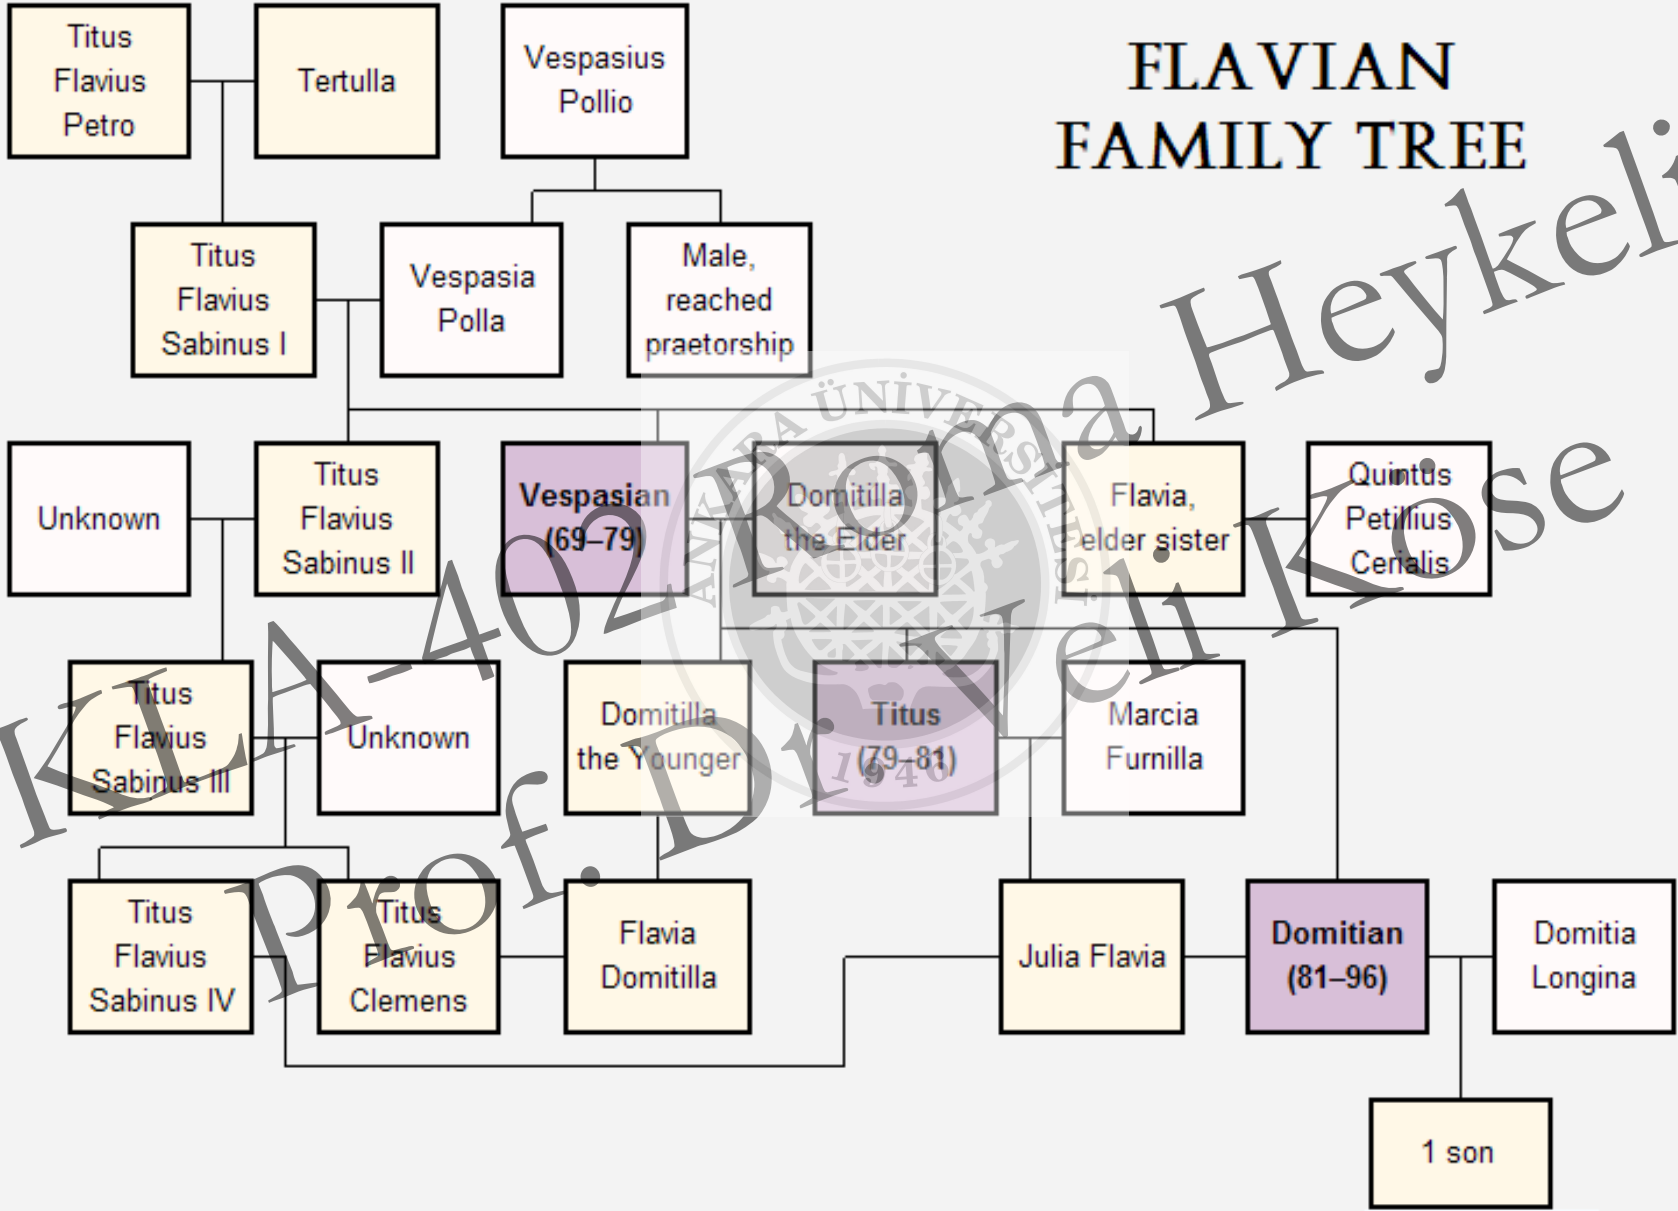 FLAVIAN
FAMILY TREE
Titus
Flavius
Petro
Tertulla
Vespasius
Pollio
Titus
Flavius
Sabinus I
Vespasia
Polla
Male,
reached
praetorship
Unknown
Titus
Flavius
Sabinus II
Vespasian
(69–79)
Domitilla,
the Elder
Flavia,
elder sister
Quintus
Petillius
Cerialis
Titus
Flavius
Sabinus III
Unknown
Domitilla
the Younger
Titus
(79–81)
Marcia
Furnilla
Titus
Flavius
Sabinus IV
Titus
Flavius
Clemens
Flavia
Domitilla
Julia Flavia
Domitian
(81–96)
Domitia
Longina
1 son
KLA-402 Roma Heykeli
Prof. Dr Veli Köse
ANKARA ÜNİVERSİTESİ
1946